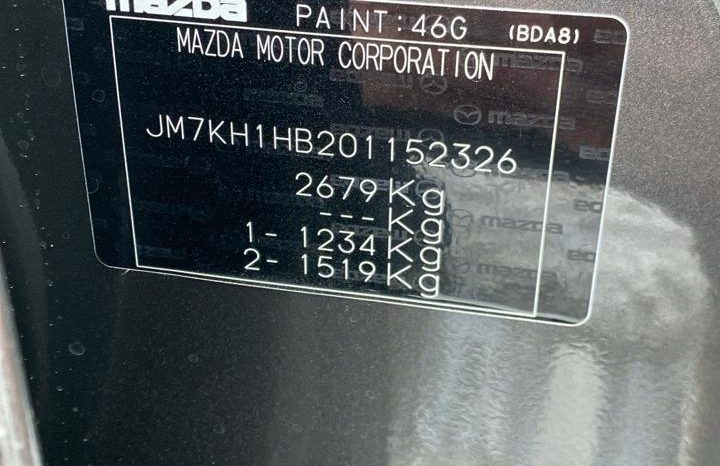 mazda PAINT:46G (BDA8)
MAZDA MOTOR CORPORATION
JM7KH1HB201152326
2679 Kg
--- Kg
1- 1234 Kg
2- 1519 Kg